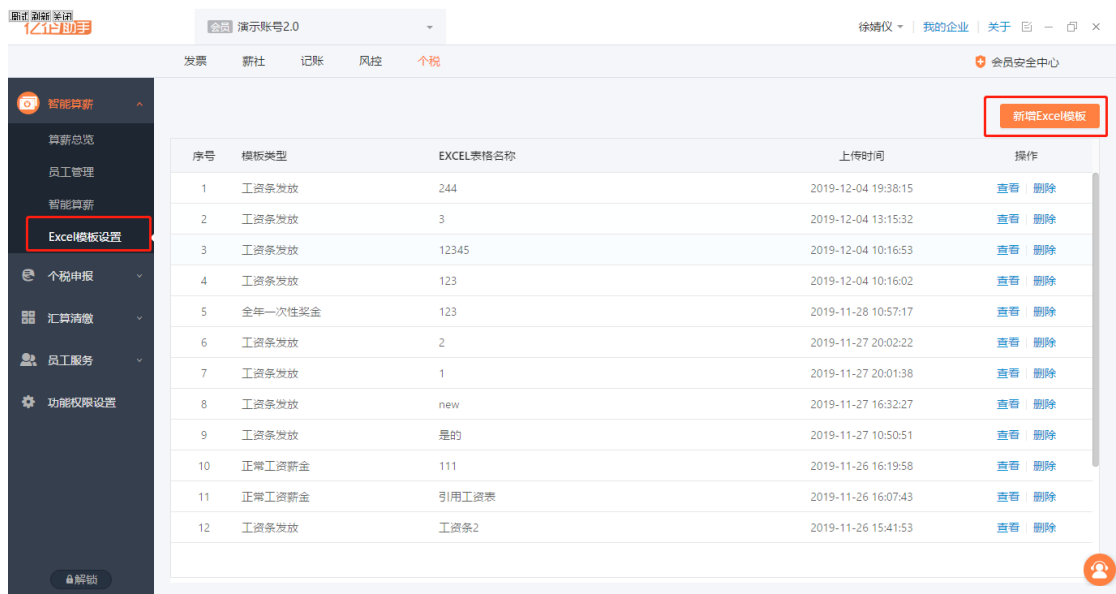 测试 刷新 关闭
亿企助手
会员 演示账号2.0
徐婧仪 我的企业 关于
发票 薪社 记账 风控 个税
会员安全中心
智能算薪
算薪总览
员工管理
智能算薪
Excel模板设置
个税申报
汇算清缴
员工服务
功能权限设置
解锁
新增Excel模板
序号 模板类型 EXCEL表格名称 上传时间 操作
1 工资条发放 244 2019-12-04 19:38:15 查看 删除
2 工资条发放 3 2019-12-04 13:15:32 查看 删除
3 工资条发放 12345 2019-12-04 10:16:53 查看 删除
4 工资条发放 123 2019-12-04 10:16:02 查看 删除
5 全年一次性奖金 123 2019-11-28 10:57:17 查看 删除
6 工资条发放 2 2019-11-27 20:02:22 查看 删除
7 工资条发放 1 2019-11-27 20:01:38 查看 删除
8 工资条发放 new 2019-11-27 16:32:27 查看 删除
9 工资条发放 是的 2019-11-27 10:50:51 查看 删除
10 正常工资薪金 111 2019-11-26 16:19:58 查看 删除
11 正常工资薪金 引用工资表 2019-11-26 16:07:43 查看 删除
12 工资条发放 工资条2 2019-11-26 15:41:53 查看 删除